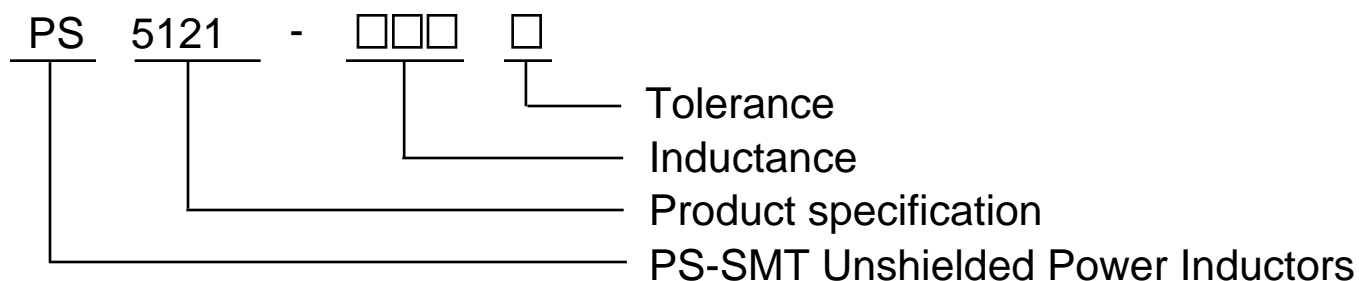 PS 5121 - □□□ □
Tolerance
Inductance
Product specification
PS-SMT Unshielded Power Inductors